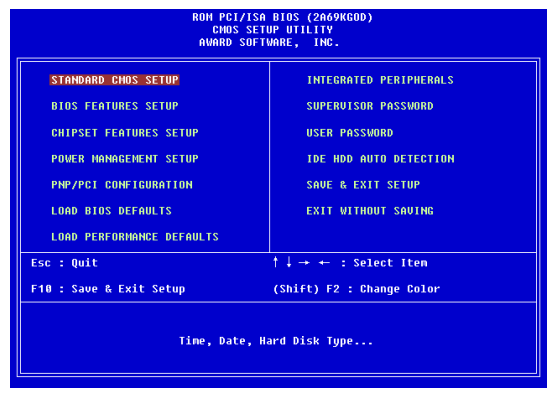 ROM PCI/ISA BIOS (2A69KG0D)
CMOS SETUP UTILITY
AWARD SOFTWARE, INC.
STANDARD CMOS SETUP
BIOS FEATURES SETUP
CHIPSET FEATURES SETUP
POWER MANAGEMENT SETUP
PNP/PCI CONFIGURATION
LOAD BIOS DEFAULTS
LOAD PERFORMANCE DEFAULTS
INTEGRATED PERIPHERALS
SUPERVISOR PASSWORD
USER PASSWORD
IDE HDD AUTO DETECTION
SAVE & EXIT SETUP
EXIT WITHOUT SAVING
Esc : Quit
F10 : Save & Exit Setup
↑ ↓ → ← : Select Item
(Shift) F2 : Change Color
Time, Date, Hard Disk Type...